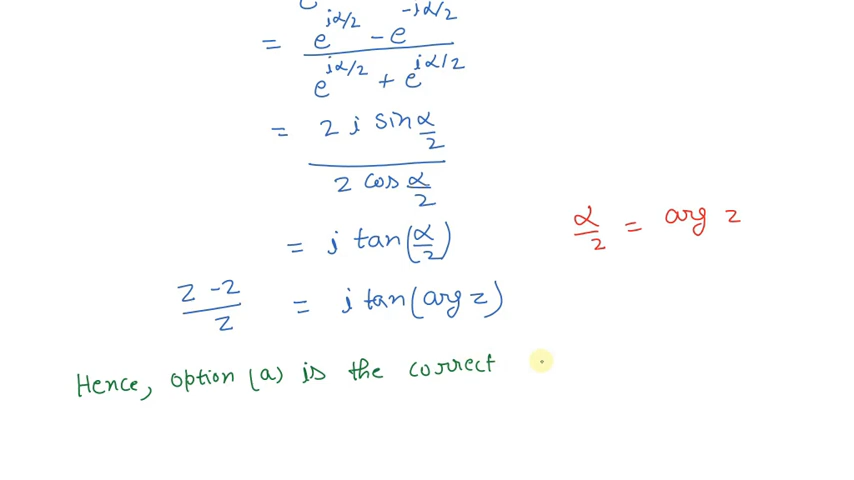 = e^{iα/2} - e^{-iα/2}
e^{iα/2} + e^{iα/2}
= 2 i sin α/2
2 cos α/2
= i tan(α/2)
α/2 = arg z
z - 2 / z = i tan(arg z)
Hence, option (a) is the correct